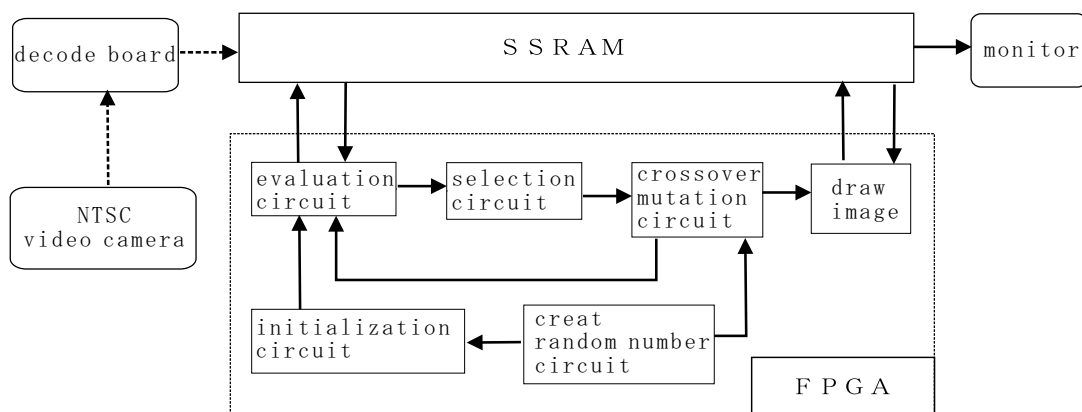 decode board
SSRAM
monitor
NTSC
video camera
evaluation
circuit
selection
circuit
crossover
mutation
circuit
draw
image
initialization
circuit
creat
random number
circuit
FPGA